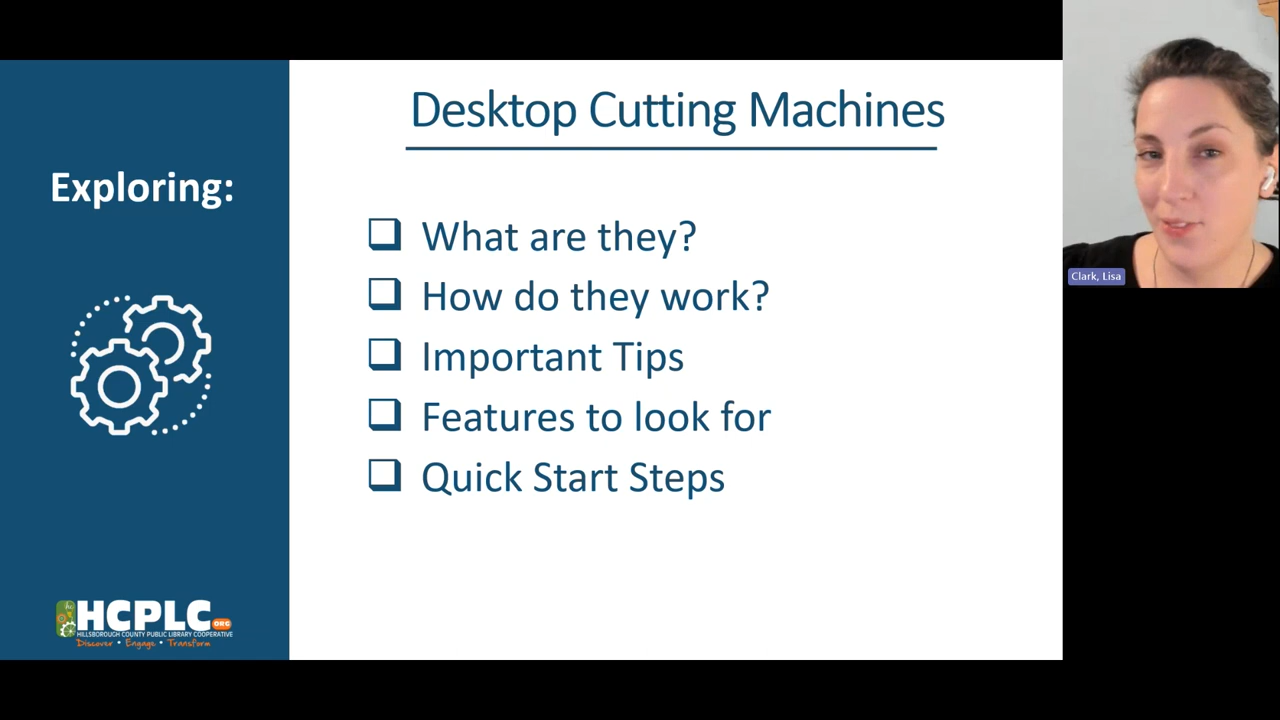 Desktop Cutting Machines
Exploring:
What are they?
How do they work?
Important Tips
Features to look for
Quick Start Steps
Clark, Lisa
HCPLC.ORG
HILLSBOROUGH COUNTY PUBLIC LIBRARY COOPERATIVE
Discover • Engage • Transform